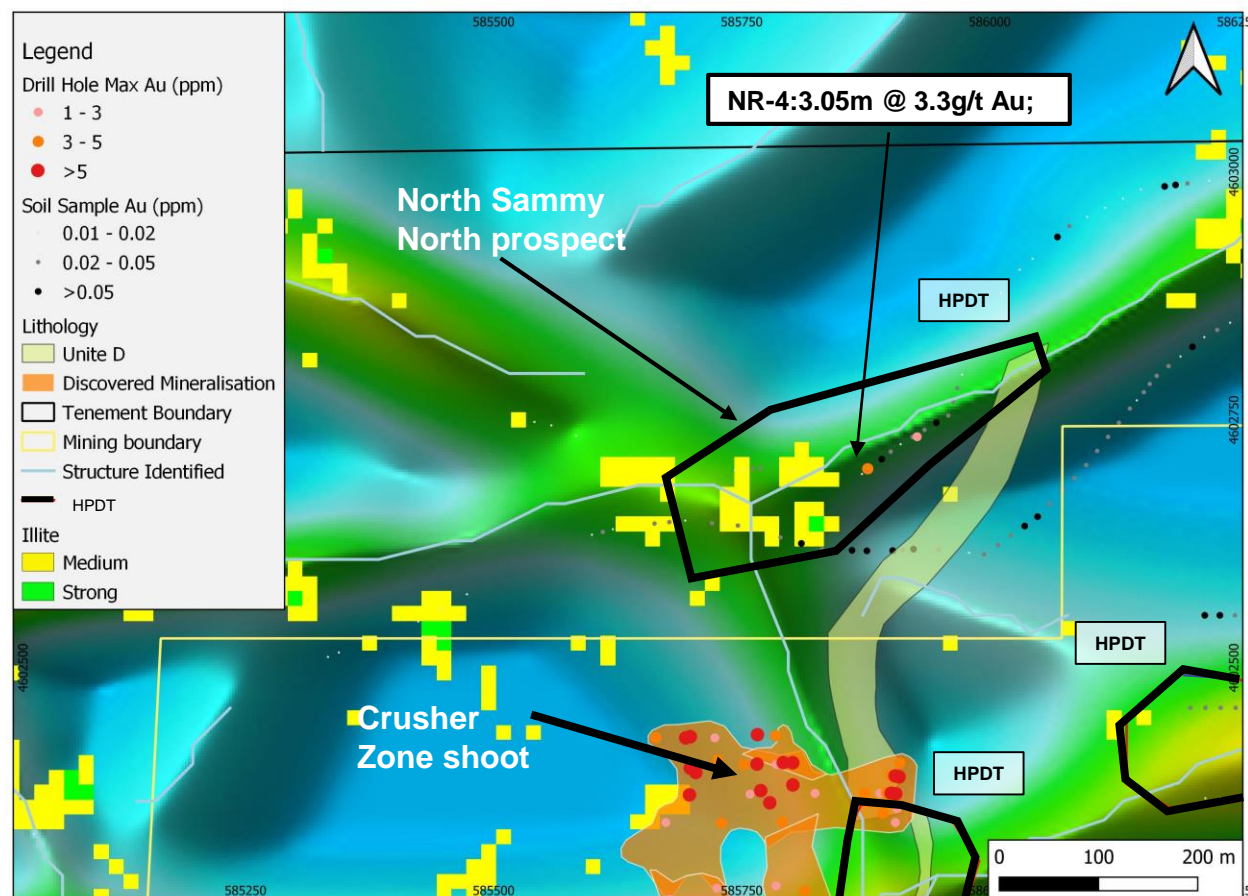 585500
585750
586000
58625
Legend
Drill Hole Max Au (ppm)
1 - 3
3 - 5
>5
Soil Sample Au (ppm)
0.01 - 0.02
0.02 - 0.05
>0.05
Lithology
Unite D
Discovered Mineralisation
Tenement Boundary
Mining boundary
Structure Identified
HPDT
Illite
Medium
Strong
NR-4:3.05m @ 3.3g/t Au;
4603000
North Sammy
North prospect
HPDT
4602750
HPDT
4602500
4602500
Crusher
Zone shoot
HPDT
0 100 200 m
585250
585500
585750